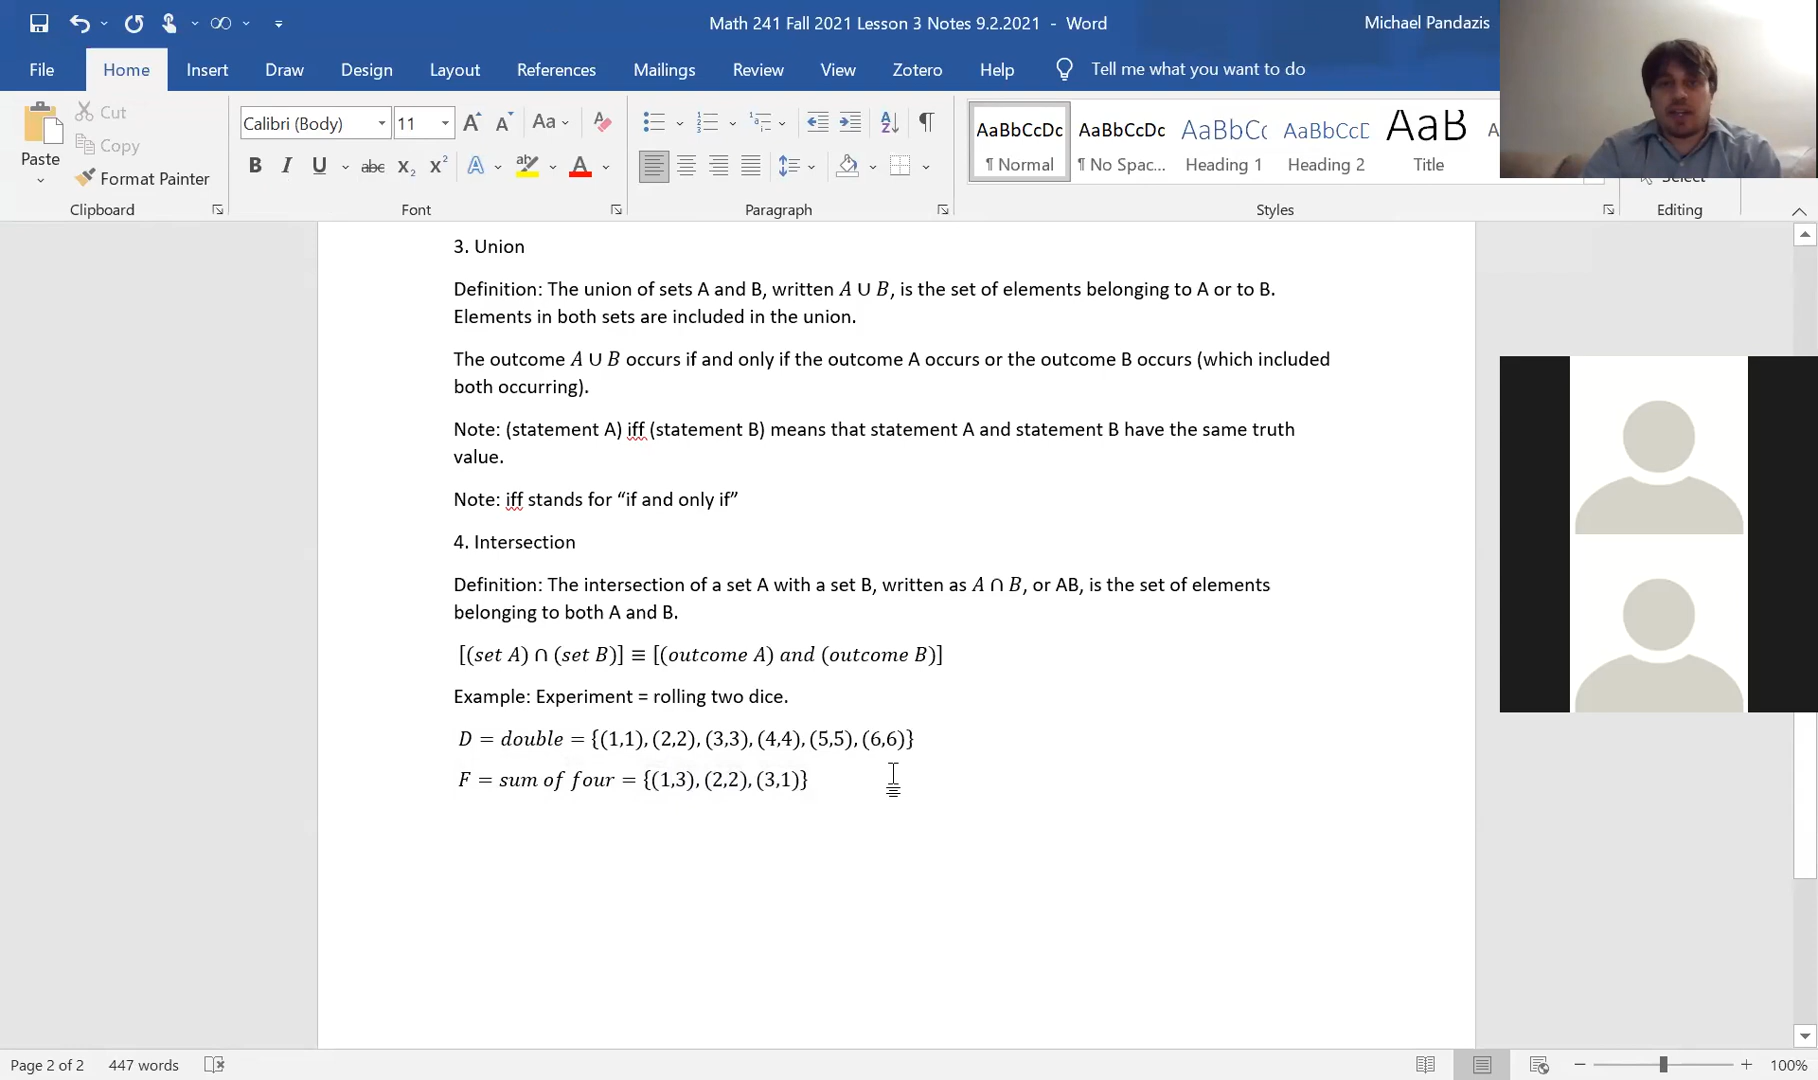 Math 241 Fall 2021 Lesson 3 Notes 9.2.2021 - Word
Michael Pandazis
File Home Insert Draw Design Layout References Mailings Review View Zotero Help Tell me what you want to do
Paste
Cut
Copy
Format Painter
Clipboard
Calibri (Body) 11
Aa
Font
Paragraph
AaBbCcDc AaBbCcDc AaBbCc AaBbCcD AaB
¶ Normal ¶ No Spac... Heading 1 Heading 2 Title
Styles
Select
Editing
3. Union
Definition: The union of sets A and B, written A ∪ B, is the set of elements belonging to A or to B.
Elements in both sets are included in the union.
The outcome A ∪ B occurs if and only if the outcome A occurs or the outcome B occurs (which included
both occurring).
Note: (statement A) iff (statement B) means that statement A and statement B have the same truth
value.
Note: iff stands for “if and only if”
4. Intersection
Definition: The intersection of a set A with a set B, written as A ∩ B, or AB, is the set of elements
belonging to both A and B.
[(set A) ∩ (set B)] ≡ [(outcome A) and (outcome B)]
Example: Experiment = rolling two dice.
D = double = {(1,1), (2,2), (3,3), (4,4), (5,5), (6,6)}
F = sum of four = {(1,3), (2,2), (3,1)}
Page 2 of 2 447 words
100%